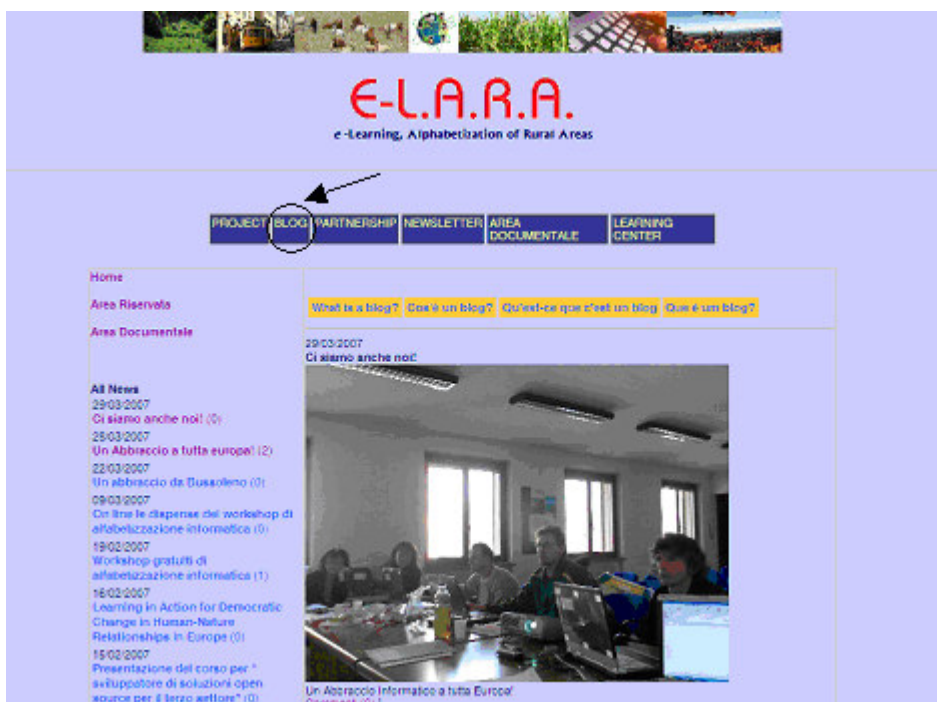 E-L.A.R.A.
e-Learning, Alphabetization of Rural Areas
PROJECT BLOG PARTNERSHIP NEWSLETTER AREA DOCUMENTALE LEARNING CENTER
Home
Area Riservata
Area Documentale
All News
29/03/2007
Ci siamo anche noi! (0)
28/03/2007
Un Abbraccio a tutta europa! (2)
22/03/2007
Un abbraccio da Bussoleno (0)
09/03/2007
On line le dispense del workshop di
alfabetizzazione informatica (0)
19/02/2007
Workshop gratuiti di
alfabetizzazione informatica (1)
16/02/2007
Learning in Action for Democratic
Change in Human-Nature
Relationships in Europe (0)
15/02/2007
Presentazione del corso per "
sviluppatore di soluzioni open
source per il terzo settore" (0)
What is a blog? Cos'è un blog? Qu'est-ce que c'est un blog Que é um blog?
29/03/2007
Ci siamo anche noi!
Un Abbraccio Informatico a tutta Europa!